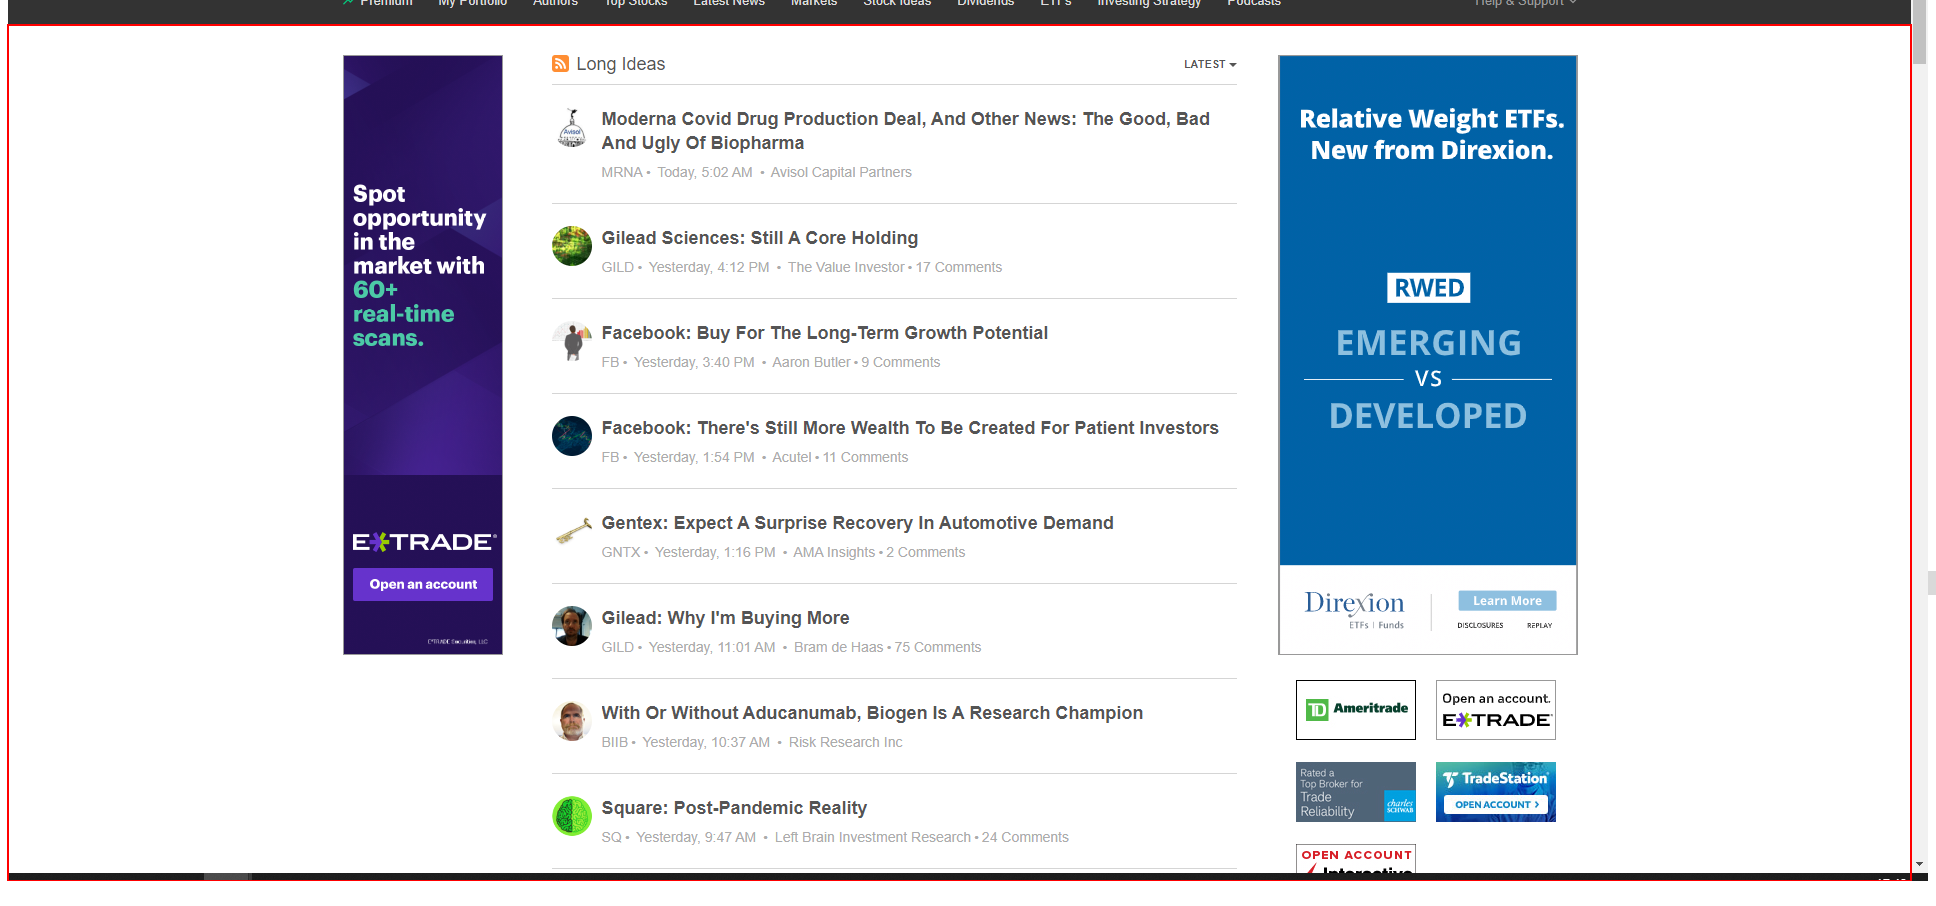 Premium My Portfolio Authors Top Stocks Latest News Markets Stock Ideas Dividends ETFs Investing Strategy Podcasts Help & Support
Spot
opportunity
in the
market with
60+
real-time
scans.
E*TRADE
Open an account
E*TRADE Securities, LLC
Long Ideas LATEST
Moderna Covid Drug Production Deal, And Other News: The Good, Bad
And Ugly Of Biopharma
MRNA • Today, 5:02 AM • Avisol Capital Partners
Avisol
Gilead Sciences: Still A Core Holding
GILD • Yesterday, 4:12 PM • The Value Investor • 17 Comments
Facebook: Buy For The Long-Term Growth Potential
FB • Yesterday, 3:40 PM • Aaron Butler • 9 Comments
Facebook: There's Still More Wealth To Be Created For Patient Investors
FB • Yesterday, 1:54 PM • Acutel • 11 Comments
Gentex: Expect A Surprise Recovery In Automotive Demand
GNTX • Yesterday, 1:16 PM • AMA Insights • 2 Comments
Gilead: Why I'm Buying More
GILD • Yesterday, 11:01 AM • Bram de Haas • 75 Comments
With Or Without Aducanumab, Biogen Is A Research Champion
BIIB • Yesterday, 10:37 AM • Risk Research Inc
Square: Post-Pandemic Reality
SQ • Yesterday, 9:47 AM • Left Brain Investment Research • 24 Comments
Relative Weight ETFs.
New from Direxion.
RWED
EMERGING
VS
DEVELOPED
Direxion
ETFs | Funds
Learn More
DISCLOSURES REPLAY
TD Ameritrade
Open an account.
E*TRADE
Rated a
Top Broker for
Trade
Reliability
charles
SCHWAB
TradeStation
OPEN ACCOUNT >
OPEN ACCOUNT
Interactive